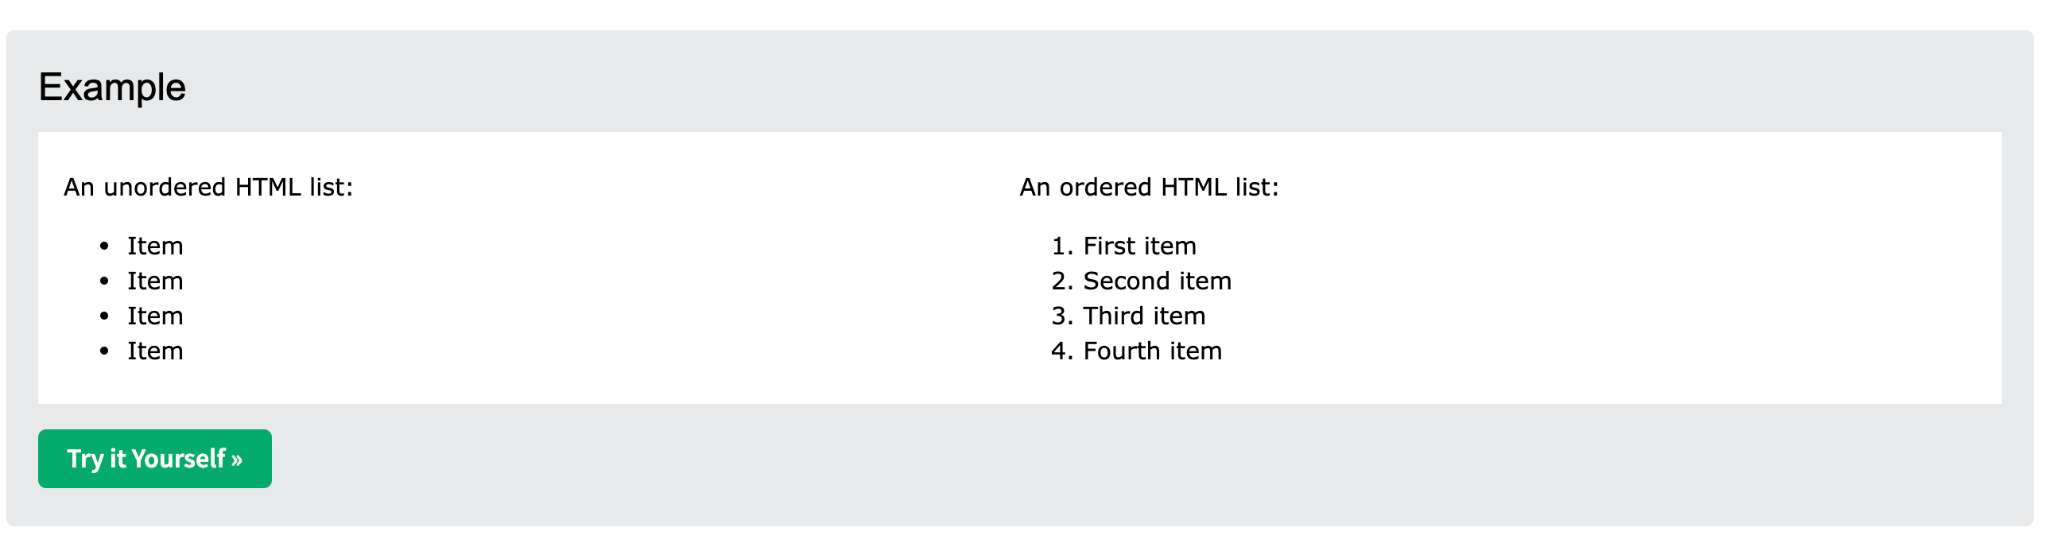 Example
An unordered HTML list:
• Item
• Item
• Item
• Item
An ordered HTML list:
1. First item
2. Second item
3. Third item
4. Fourth item
Try it Yourself »